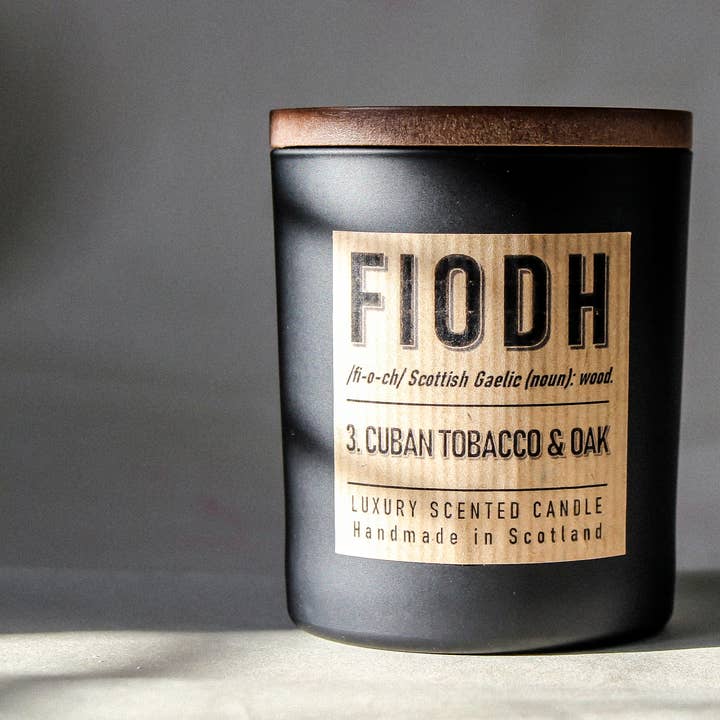 FIODH
/fi-o-ch/ Scottish Gaelic (noun): wood.
3. CUBAN TOBACCO & OAK
LUXURY SCENTED CANDLE
Handmade in Scotland